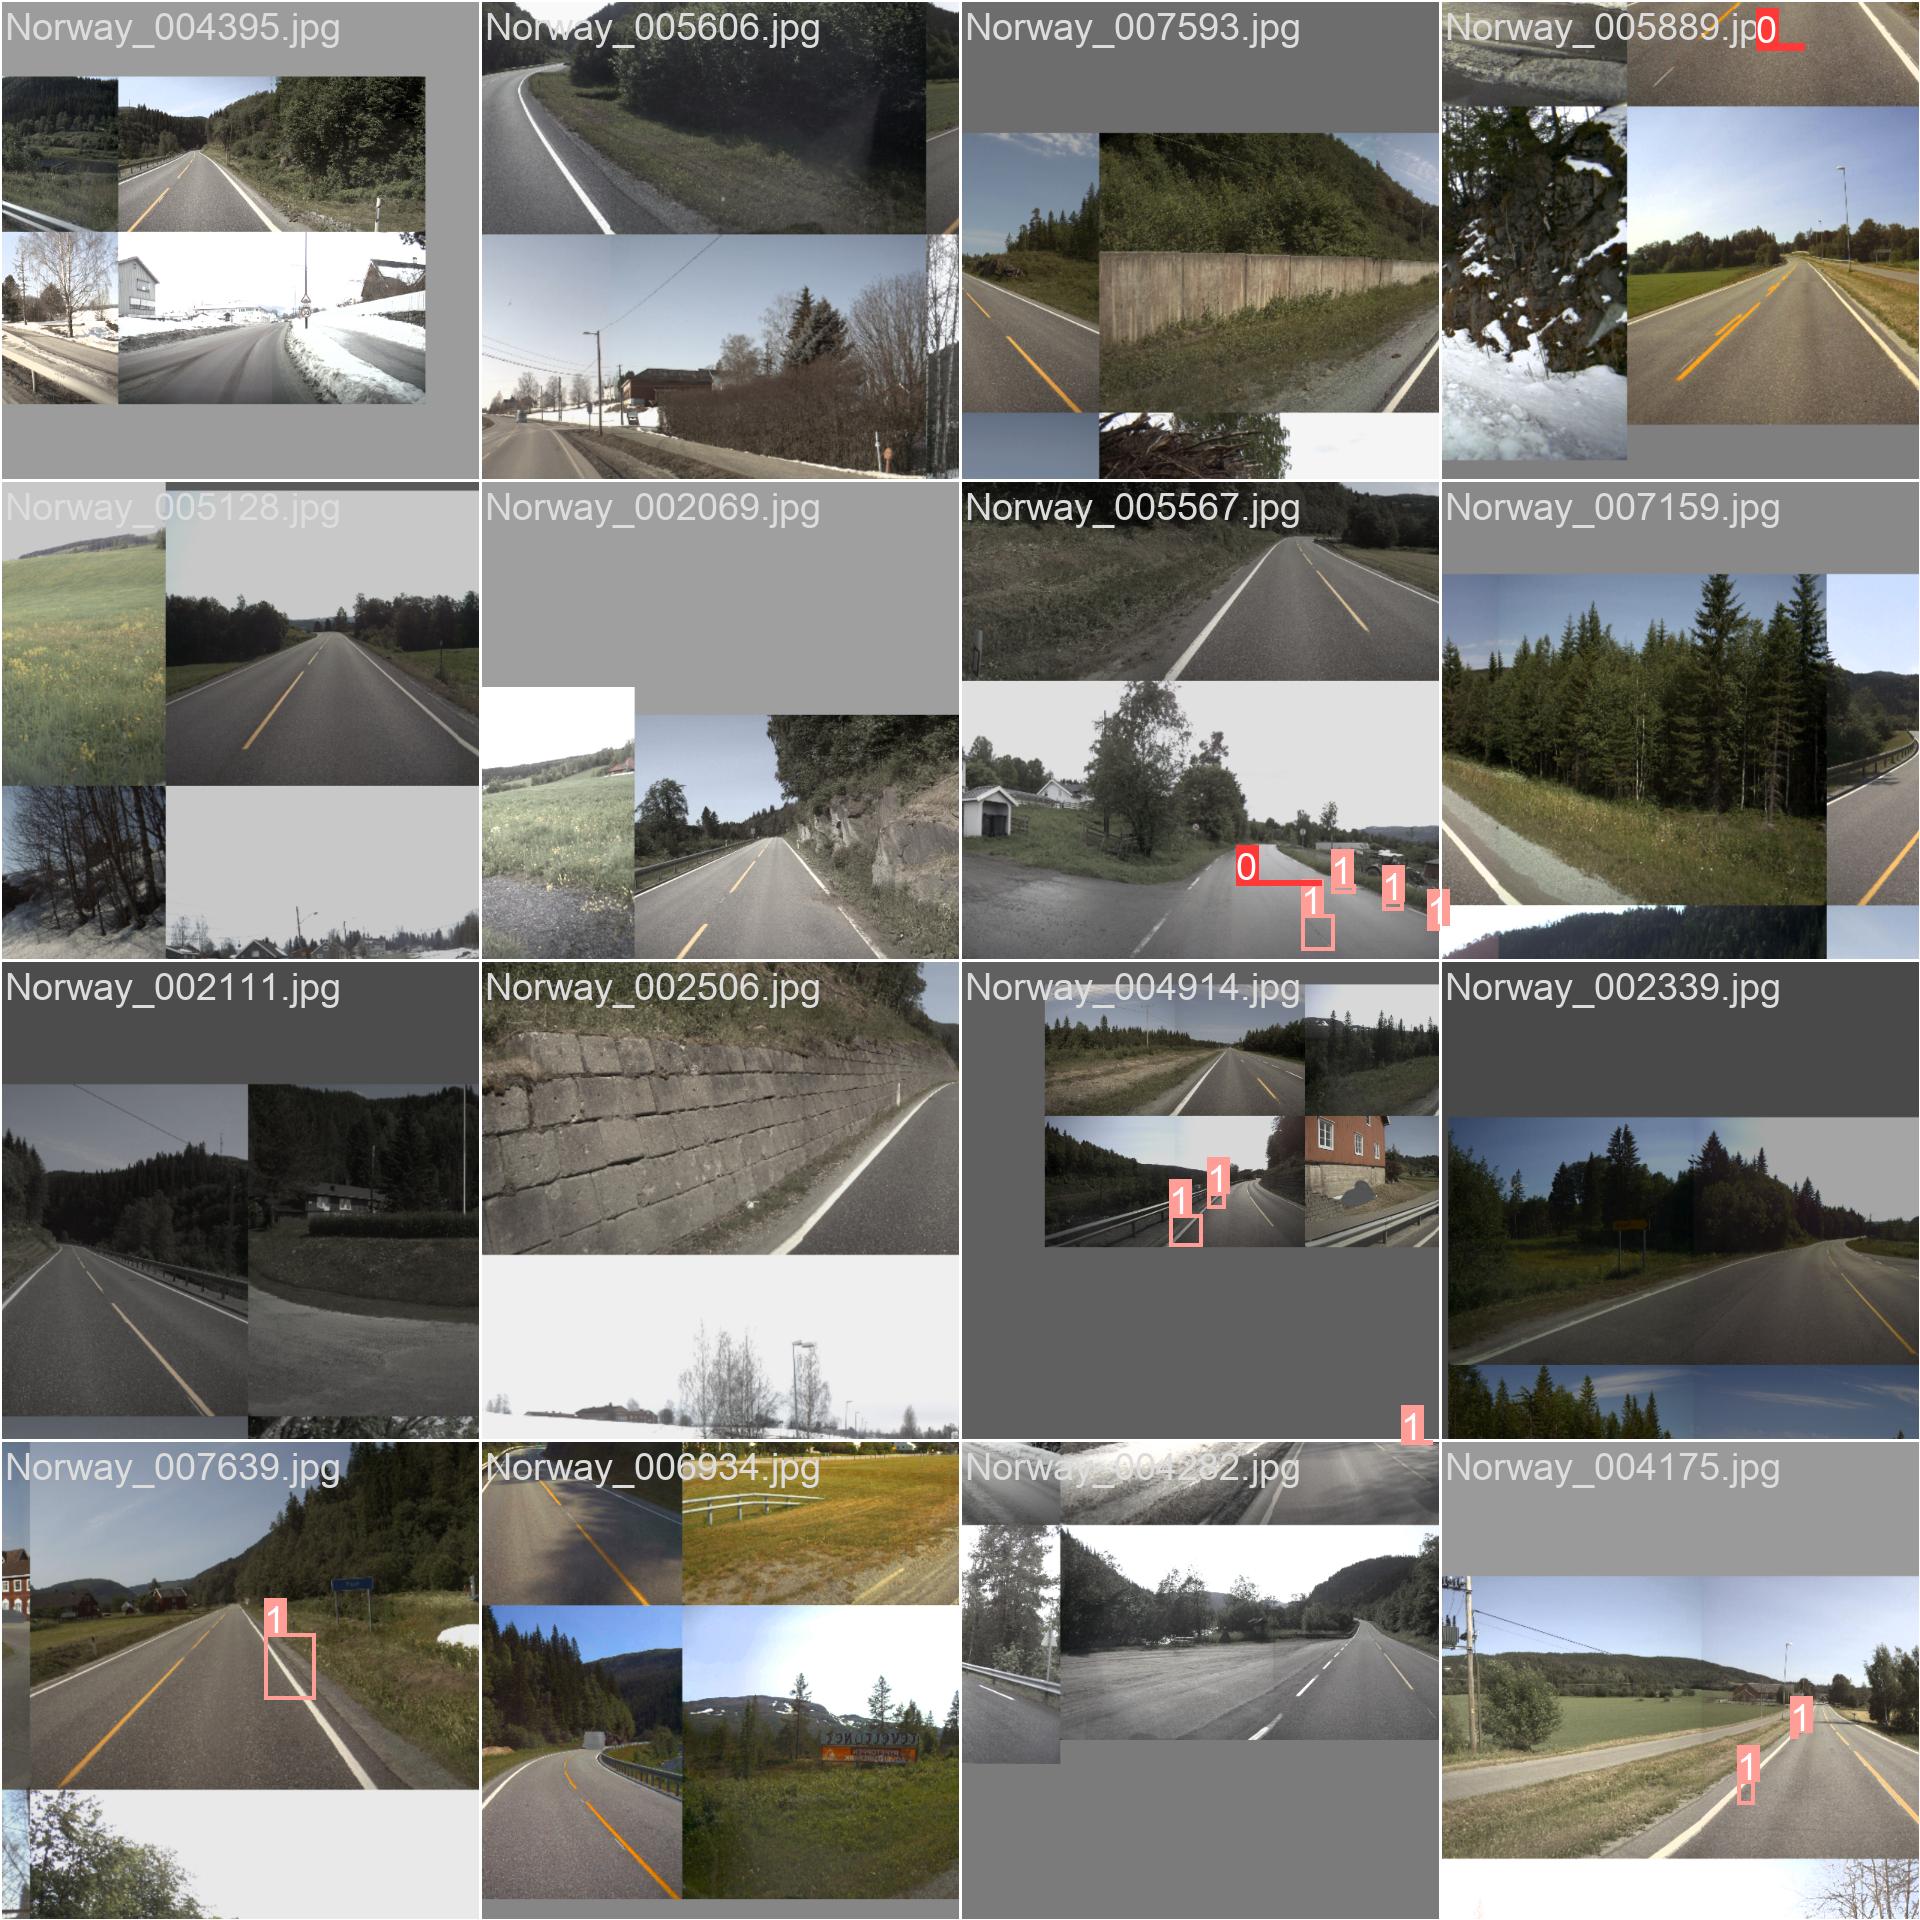 Norway_004395.jpg
Norway_005606.jpg
Norway_007593.jpg
Norway_005889.jpg
0
Norway_005128.jpg
Norway_002069.jpg
Norway_005567.jpg
Norway_007159.jpg
0
1
1
1
1
Norway_002111.jpg
Norway_002506.jpg
Norway_004914.jpg
Norway_002339.jpg
1
1
1
Norway_007639.jpg
Norway_006934.jpg
Norway_004282.jpg
Norway_004175.jpg
1
1
1